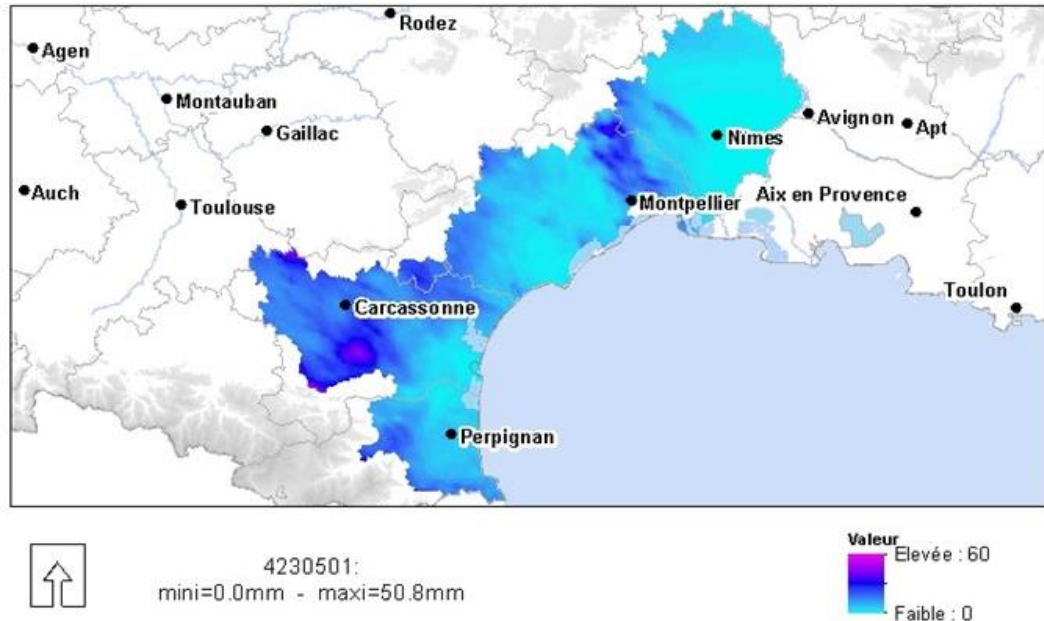 Rodez
Agen
Montauban
Gaillac
Avignon
Apt
Nîmes
Auch
Toulouse
Montpellier
Aix en Provence
Toulon
Carcassonne
Perpignan
4230501:
mini=0.0mm - maxi=50.8mm
Valeur
Elevée : 60
Faible : 0